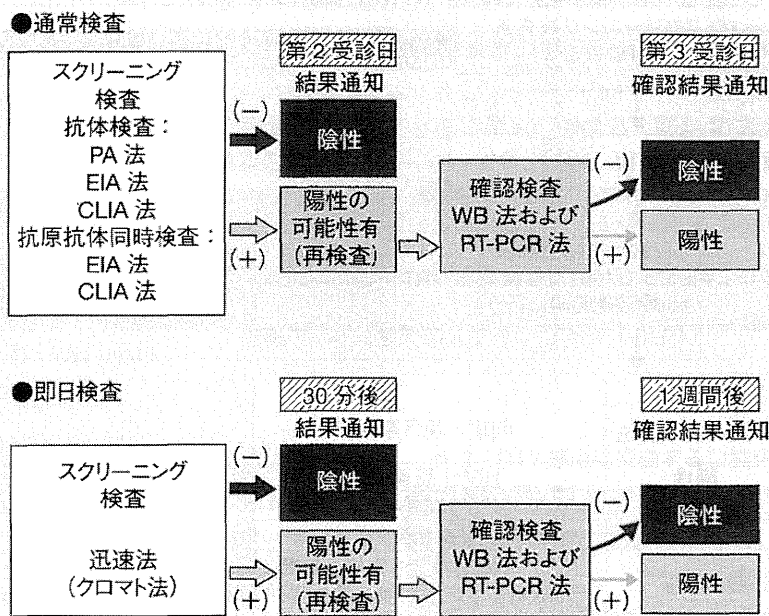 ●通常検査
第2受診日
結果通知
第3受診日
確認結果通知
スクリーニング
検査
抗体検査：
PA 法
EIA 法
CLIA 法
抗原抗体同時検査：
EIA 法
CLIA 法
(−)
陰性
(+)
陽性の
可能性有
(再検査)
確認検査
WB 法および
RT-PCR 法
(−)
陰性
(+)
陽性
●即日検査
30 分後
結果通知
1 週間後
確認結果通知
スクリーニング
検査
迅速法
(クロマト法)
(−)
陰性
(+)
陽性の
可能性有
(再検査)
確認検査
WB 法および
RT-PCR 法
(−)
陰性
(+)
陽性